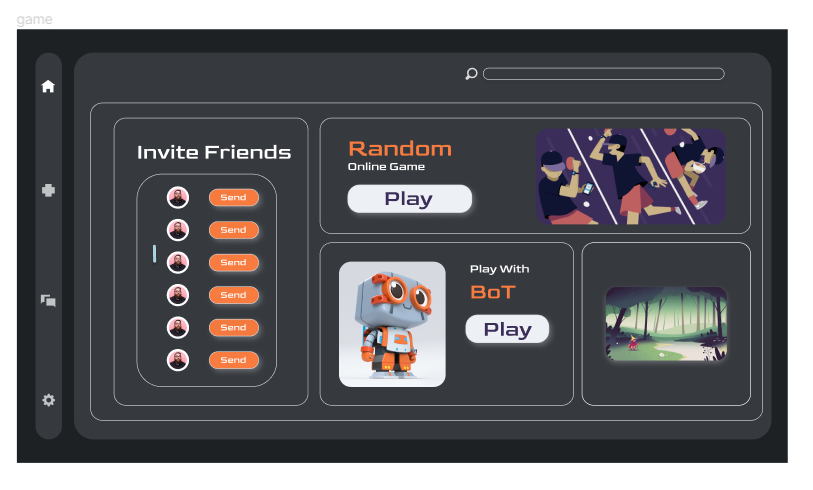 game
Invite Friends
Send
Send
Send
Send
Send
Send
Random
Online Game
Play
Play With
BoT
Play